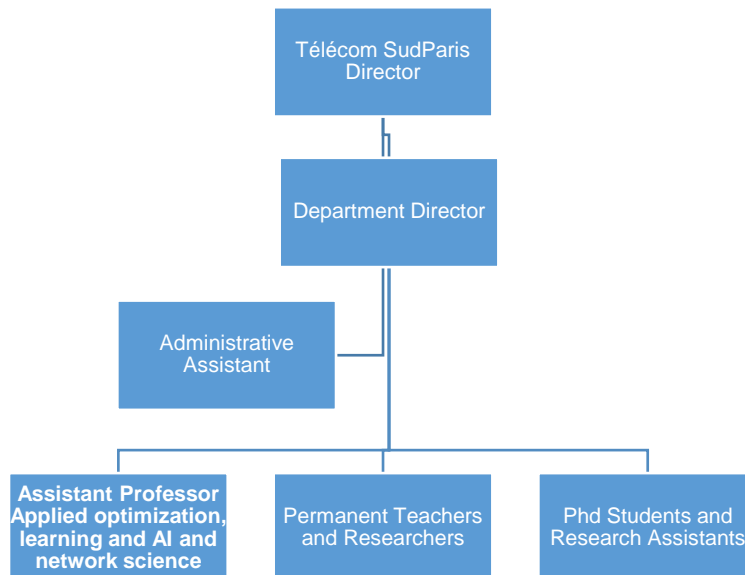 Télécom SudParis
Director
Department Director
Administrative
Assistant
Assistant Professor
Applied optimization,
learning and AI and
network science
Permanent Teachers
and Researchers
Phd Students and
Research Assistants